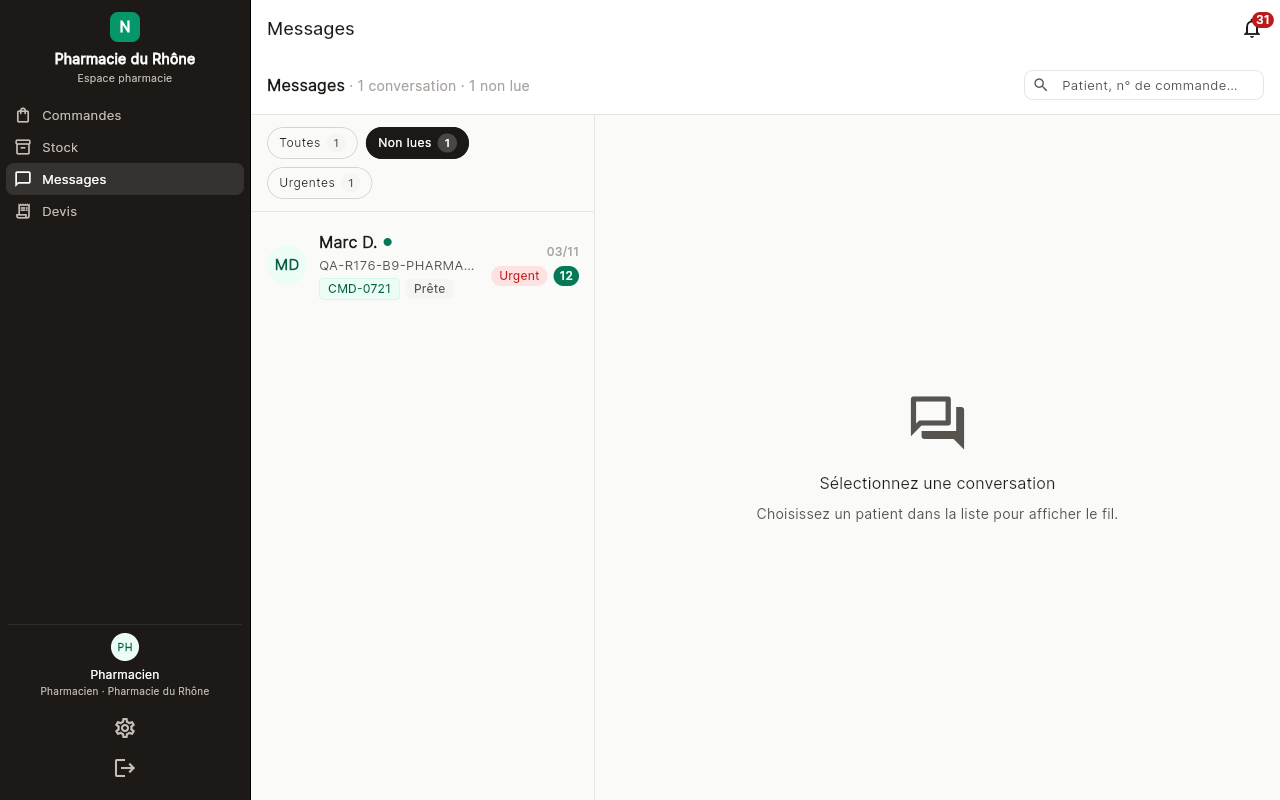 N
Pharmacie du Rhône
Espace pharmacie
Commandes
Stock
Messages
Devis
PH
Pharmacien
Pharmacien · Pharmacie du Rhône
Messages
31
Messages · 1 conversation · 1 non lue
Patient, n° de commande…
Toutes 1
Non lues 1
Urgentes 1
MD
Marc D.
03/11
QA-R176-B9-PHARMA…
Urgent 12
CMD-0721 Prête
Sélectionnez une conversation
Choisissez un patient dans la liste pour afficher le fil.